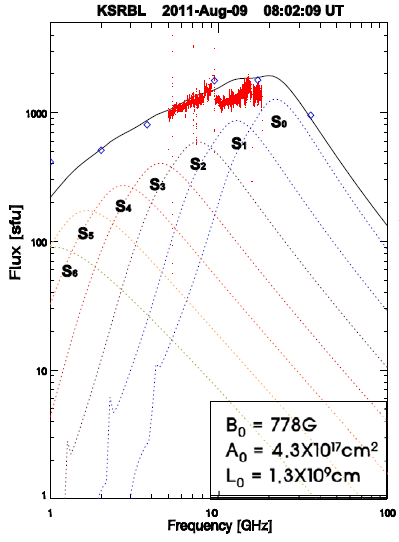 KSRBL 2011-Aug-09 08:02:09 UT
Flux [sfu]
1000
100
10
1
S₀
S₁
S₂
S₃
S₄
S₅
S₆
B₀ = 778G
A₀ = 4.3X10¹⁷cm²
L₀ = 1.3X10⁹cm
1 10 100
Frequency [GHz]